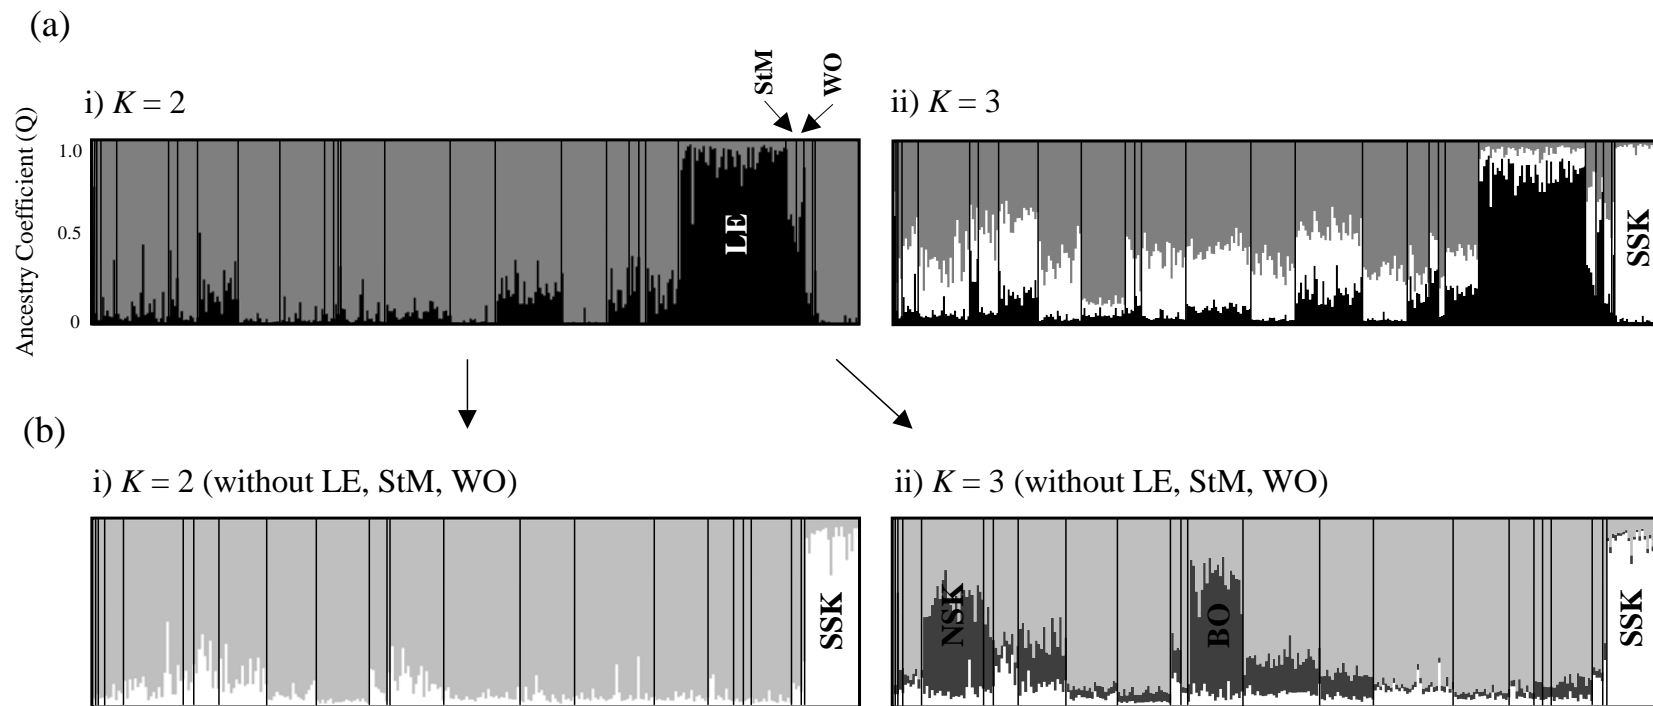 (a)
StM
WO
i) K = 2
ii) K = 3
Ancestry Coefficient (Q)
1.0
0.5
0
LE
SSK
(b)
i) K = 2 (without LE, StM, WO)
ii) K = 3 (without LE, StM, WO)
SSK
NSK
BO
SSK